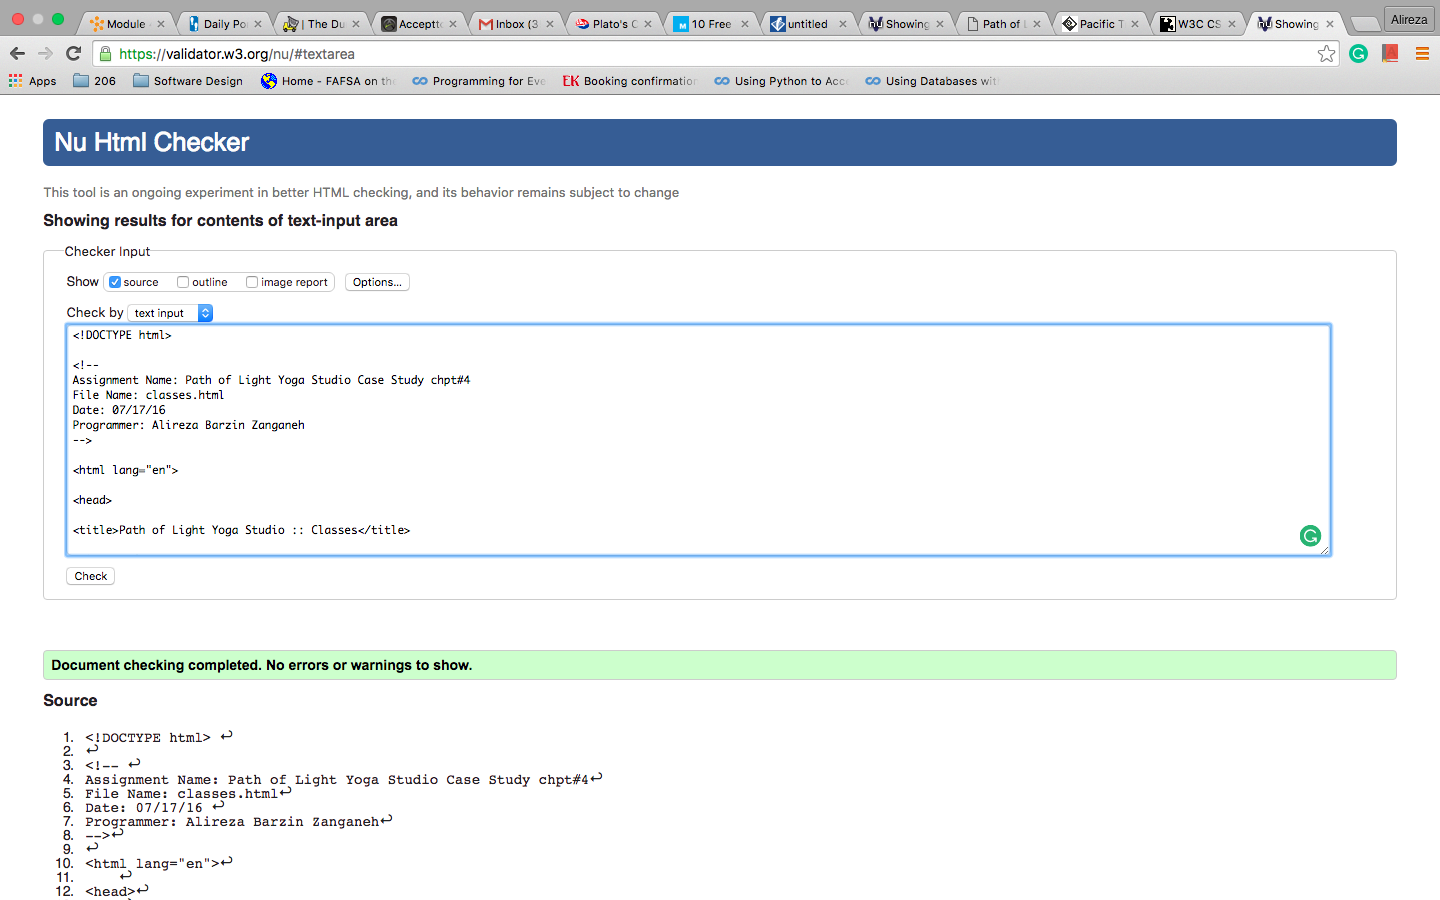 Module
Daily Po
| The Du
Acceptto
Inbox (3
Plato's C
10 Free
untitled
Showing
Path of L
Pacific T
W3C CS
Showing
Alireza
https://validator.w3.org/nu/#textarea
Apps
206
Software Design
Home - FAFSA on the
Programming for Eve
EK Booking confirmation
Using Python to Acce
Using Databases with
Nu Html Checker
This tool is an ongoing experiment in better HTML checking, and its behavior remains subject to change
Showing results for contents of text-input area
Checker Input
Show source outline image report Options...
Check by text input
<!DOCTYPE html>
<!--
Assignment Name: Path of Light Yoga Studio Case Study chpt#4
File Name: classes.html
Date: 07/17/16
Programmer: Alireza Barzin Zanganeh
-->
<html lang="en">
<head>
<title>Path of Light Yoga Studio :: Classes</title>
Check
Document checking completed. No errors or warnings to show.
Source
1. <!DOCTYPE html> ↩
2. ↩
3. <!-- ↩
4. Assignment Name: Path of Light Yoga Studio Case Study chpt#4↩
5. File Name: classes.html↩
6. Date: 07/17/16 ↩
7. Programmer: Alireza Barzin Zanganeh↩
8. -->↩
9. ↩
10. <html lang="en">↩
11. ↩
12. <head>↩